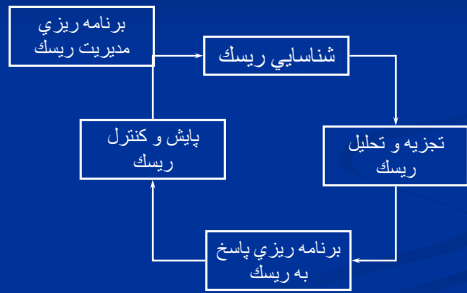 برنامه ريزي
مديريت ريسك
شناسايي ريسك
تجزيه و تحليل
ريسك
برنامه ريزي پاسخ
به ريسك
پايش و كنترل
ريسك